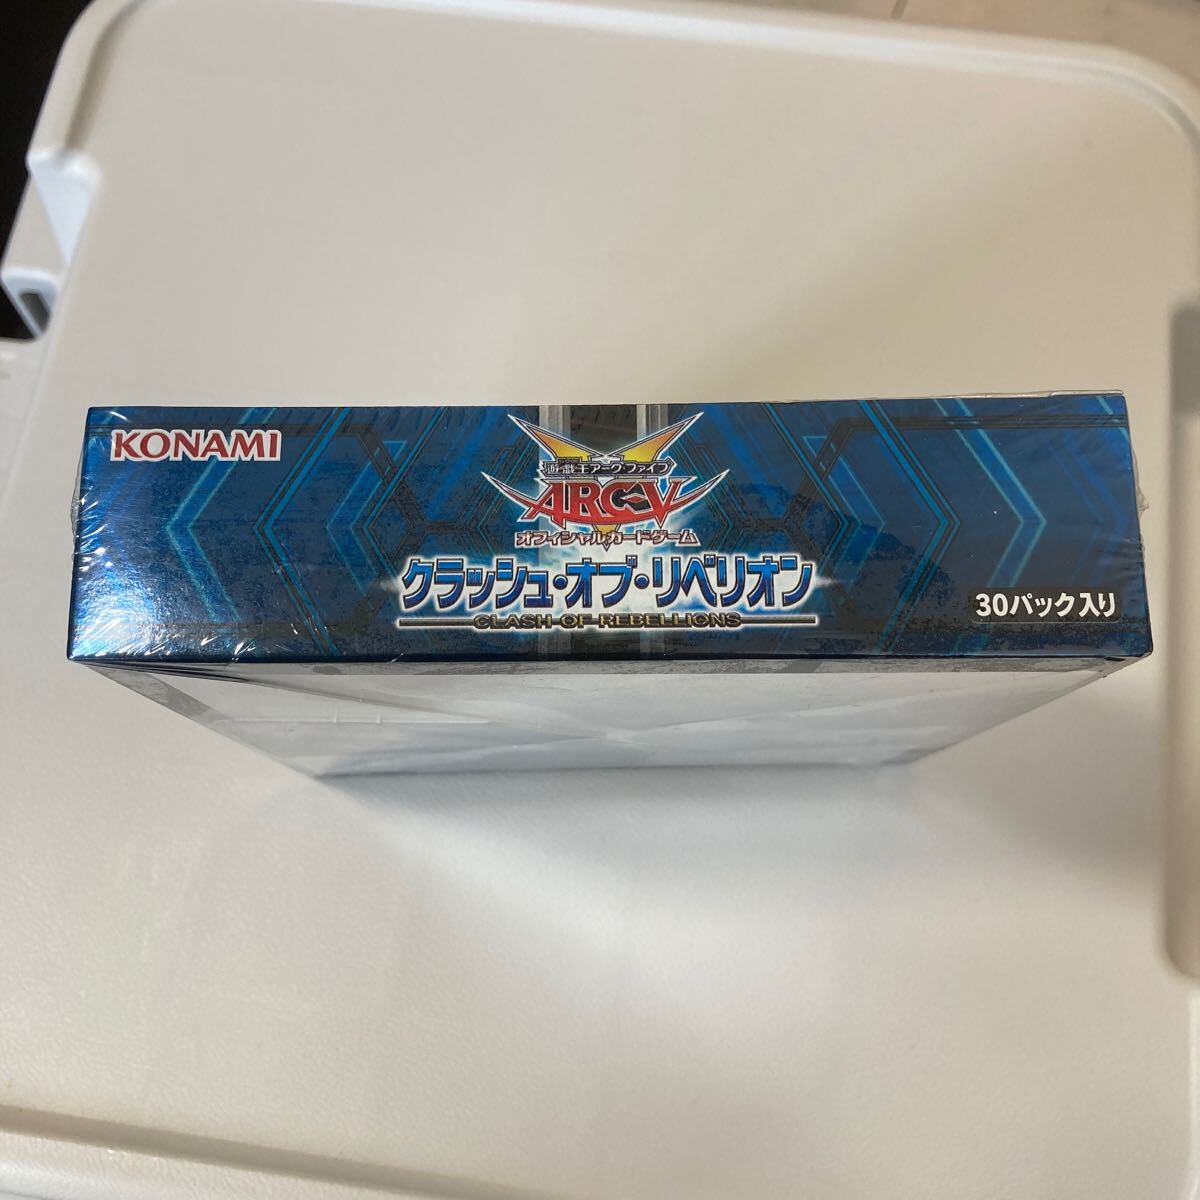 KONAMI
遊☆戯☆王アーク・ファイブ
ARC-V
オフィシャルカードゲーム
クラッシュ・オブ・リベリオン
CLASH OF REBELLIONS
30パック入り